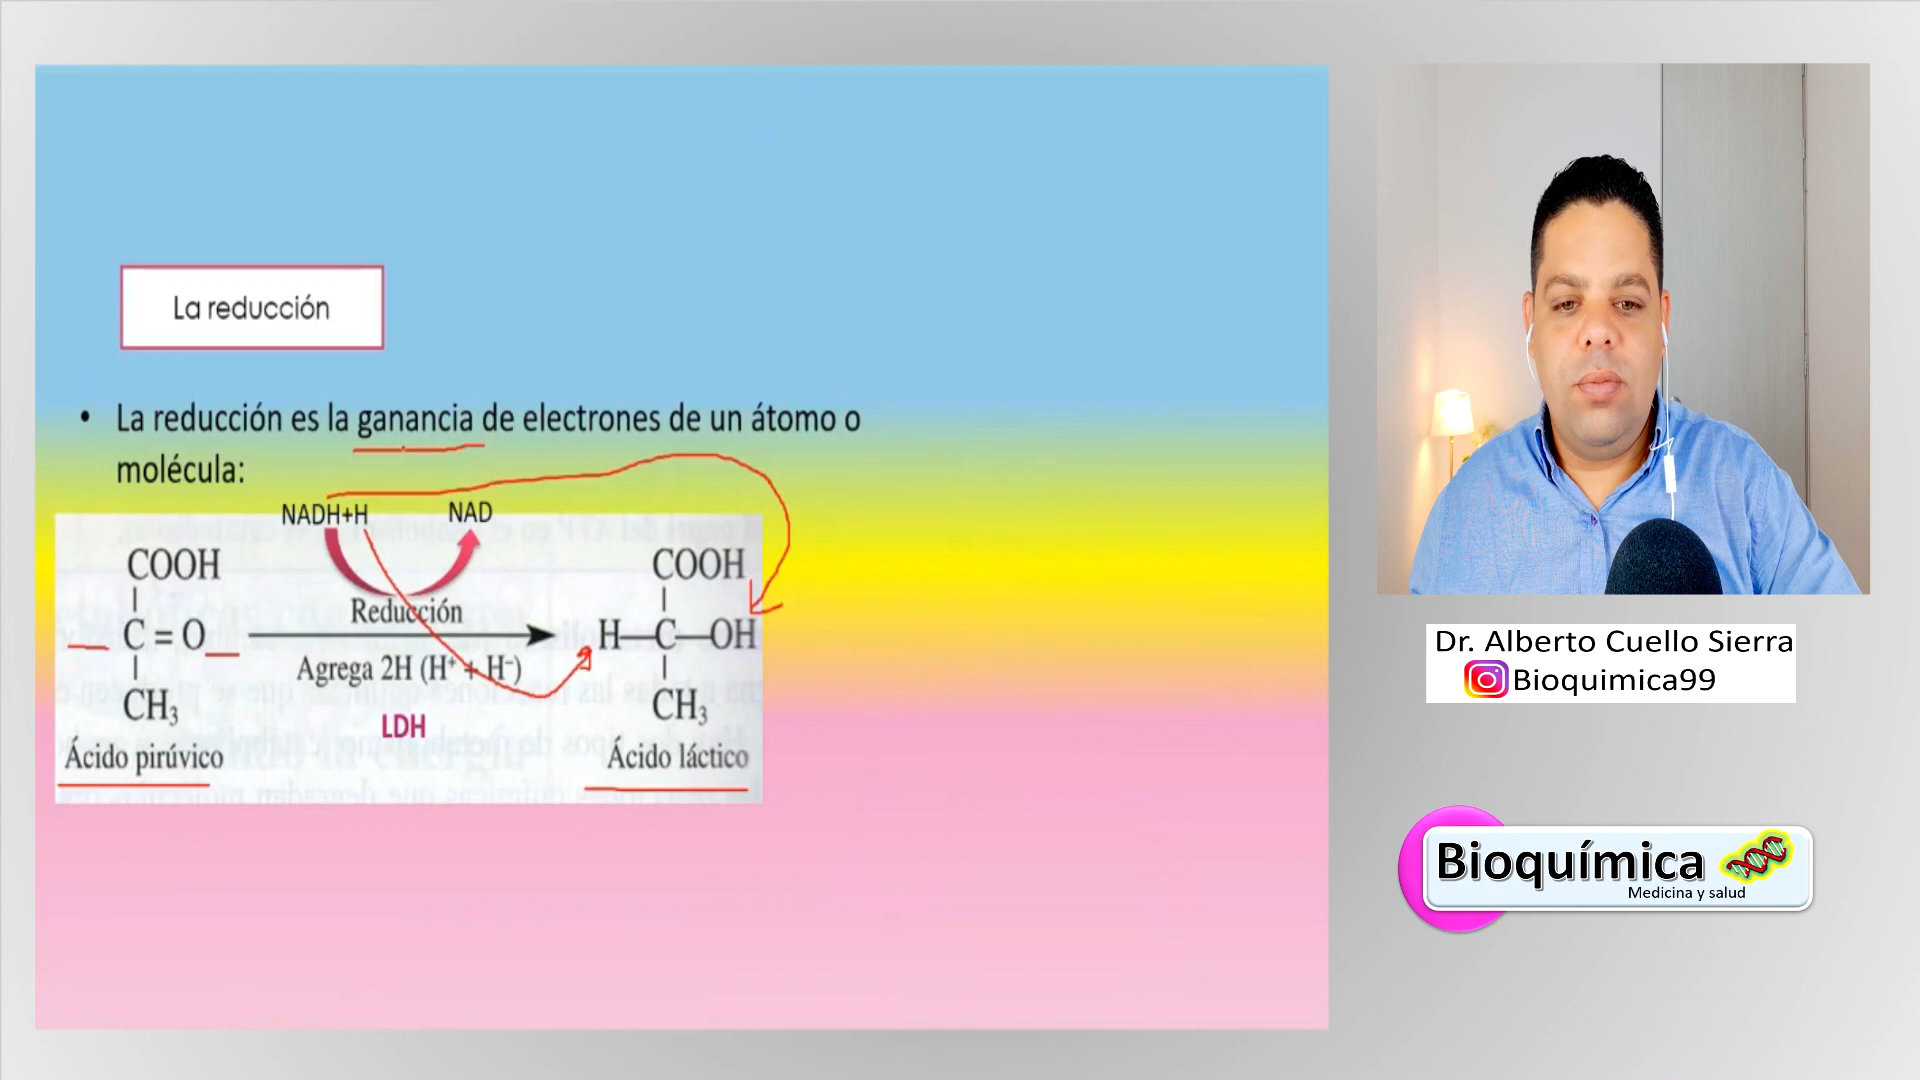 La reducción
• La reducción es la ganancia de electrones de un átomo o
molécula:
NADH+H NAD
COOH
C = O
CH₃
Ácido pirúvico
Reducción
Agrega 2H (H⁺ + H⁻)
LDH
COOH
H—C—OH
CH₃
Ácido láctico
Dr. Alberto Cuello Sierra
Bioquimica99
Bioquímica
Medicina y salud